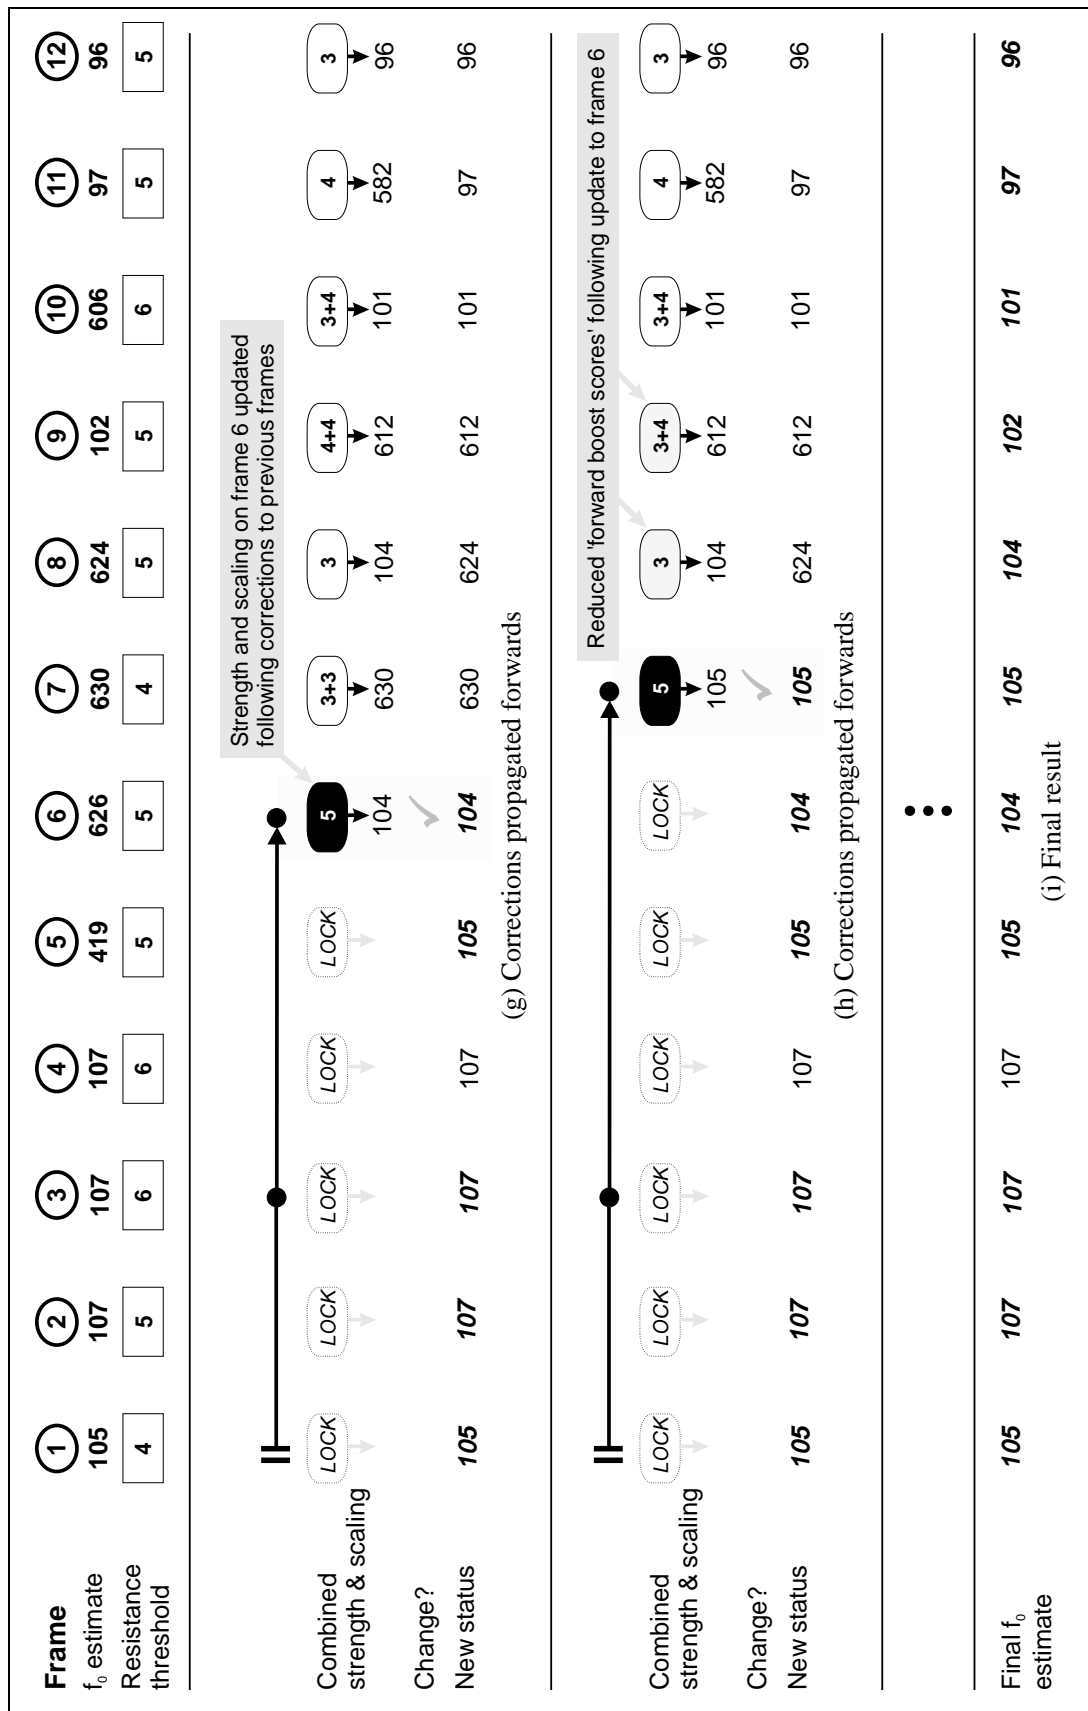 Frame 1 2 3 4 5 6 7 8 9 10 11 12
f0 estimate 105 107 107 107 419 626 630 624 102 606 97 96
Resistance
threshold 4 5 6 6 5 5 4 5 5 6 5 5
Strength and scaling on frame 6 updated
following corrections to previous frames
Combined
strength & scaling LOCK LOCK LOCK LOCK LOCK 5 3+3 3 4+4 3+4 4 3
104 630 104 612 101 582 96
Change?
New status 105 107 107 107 105 104 630 624 612 101 97 96
(g) Corrections propagated forwards
Reduced 'forward boost scores' following update to frame 6
Combined
strength & scaling LOCK LOCK LOCK LOCK LOCK LOCK 5 3 3+4 3+4 4 3
105 104 612 101 582 96
Change?
New status 105 107 107 107 105 104 105 624 612 101 97 96
(h) Corrections propagated forwards
Final f0
estimate 105 107 107 107 105 104 105 104 102 101 97 96
(i) Final result